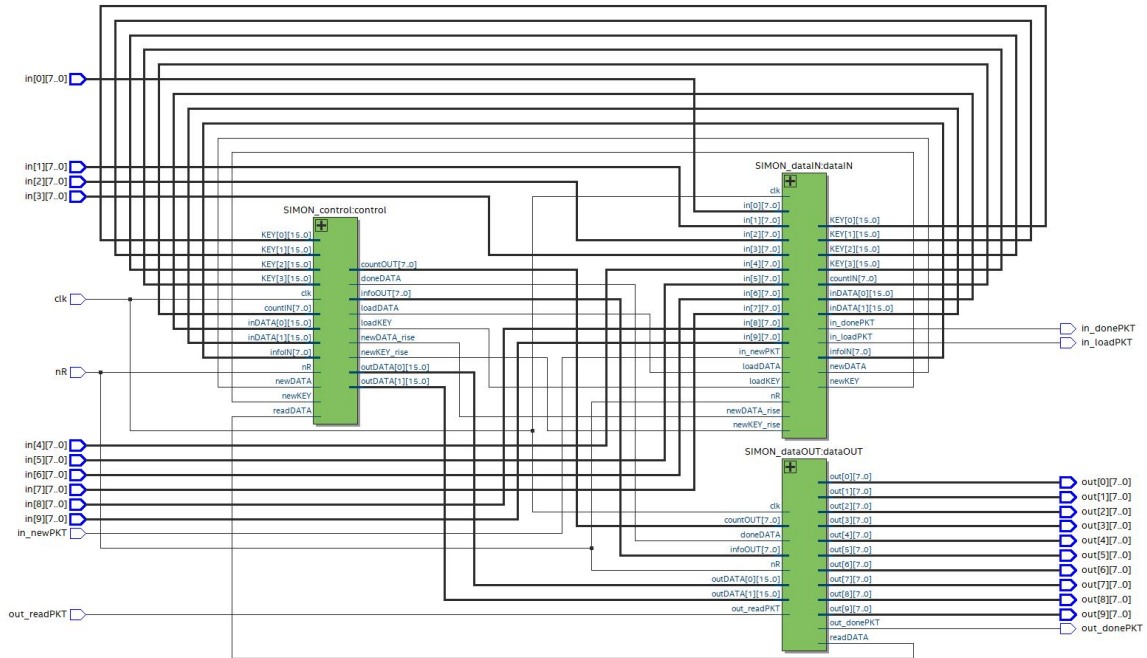 in[0][7..0]
in[1][7..0]
in[2][7..0]
in[3][7..0]
clk
nR
in[4][7..0]
in[5][7..0]
in[6][7..0]
in[7][7..0]
in[8][7..0]
in[9][7..0]
in_newPKT
out_readPKT
SIMON_control:control
KEY[0][15..0]
KEY[1][15..0]
KEY[2][15..0]
KEY[3][15..0]
clk
countIN[7..0]
inDATA[0][15..0]
inDATA[1][15..0]
infoIN[7..0]
nR
newDATA
newKEY
readDATA
countOUT[7..0]
doneDATA
infoOUT[7..0]
loadDATA
loadKEY
newDATA_rise
newKEY_rise
outDATA[0][15..0]
outDATA[1][15..0]
SIMON_dataIN:dataIN
clk
in[0][7..0]
in[1][7..0]
in[2][7..0]
in[3][7..0]
in[4][7..0]
in[5][7..0]
in[6][7..0]
in[7][7..0]
in[8][7..0]
in[9][7..0]
in_newPKT
loadDATA
loadKEY
nR
newDATA_rise
newKEY_rise
KEY[0][15..0]
KEY[1][15..0]
KEY[2][15..0]
KEY[3][15..0]
countIN[7..0]
inDATA[0][15..0]
inDATA[1][15..0]
in_donePKT
in_loadPKT
infoIN[7..0]
newDATA
newKEY
SIMON_dataOUT:dataOUT
clk
countOUT[7..0]
doneDATA
infoOUT[7..0]
nR
outDATA[0][15..0]
outDATA[1][15..0]
out_readPKT
out[0][7..0]
out[1][7..0]
out[2][7..0]
out[3][7..0]
out[4][7..0]
out[5][7..0]
out[6][7..0]
out[7][7..0]
out[8][7..0]
out[9][7..0]
out_donePKT
readDATA
in_donePKT
in_loadPKT
out[0][7..0]
out[1][7..0]
out[2][7..0]
out[3][7..0]
out[4][7..0]
out[5][7..0]
out[6][7..0]
out[7][7..0]
out[8][7..0]
out[9][7..0]
out_donePKT